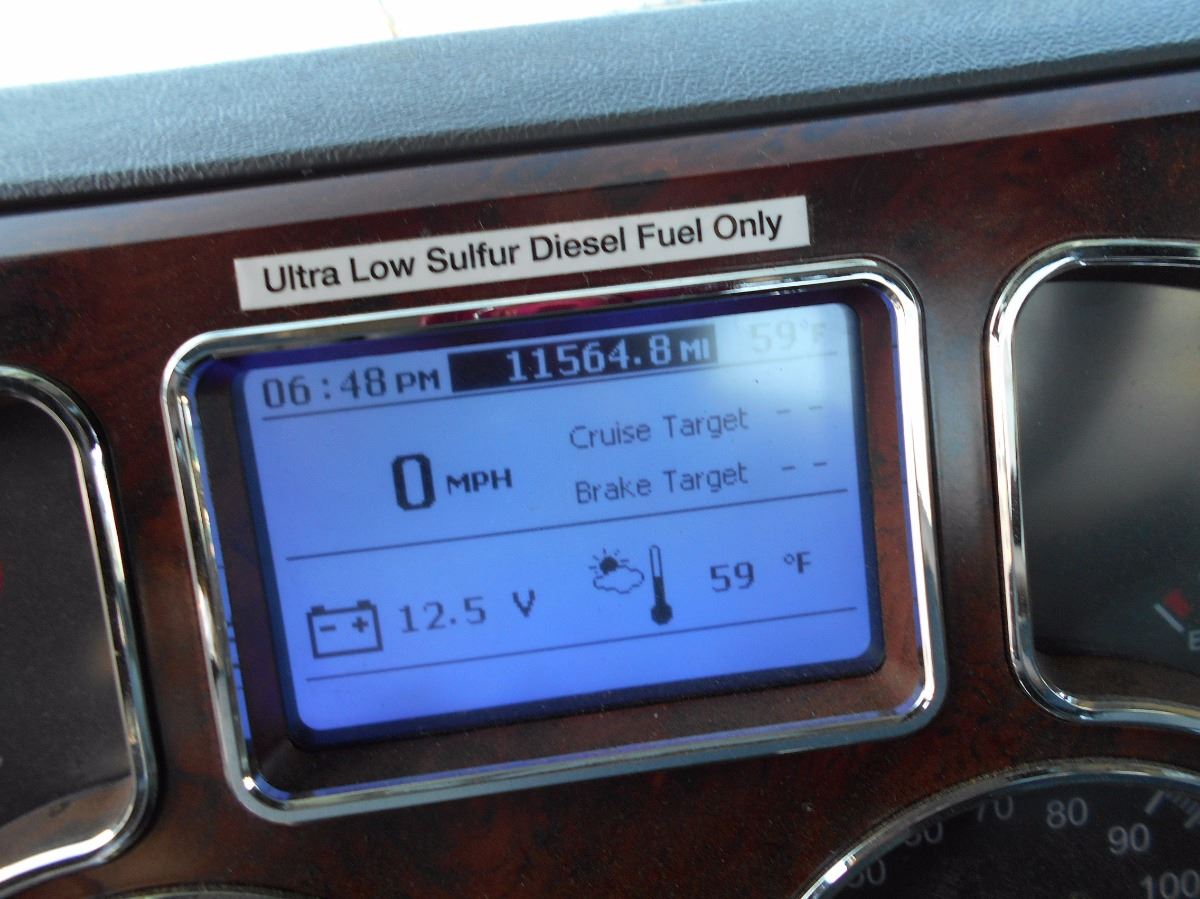 Ultra Low Sulfur Diesel Fuel Only
06:48 PM 11564.8 MI 59°F
Cruise Target --
0 MPH
Brake Target --
- +
12.5 V 59 °F
70 80
90
100